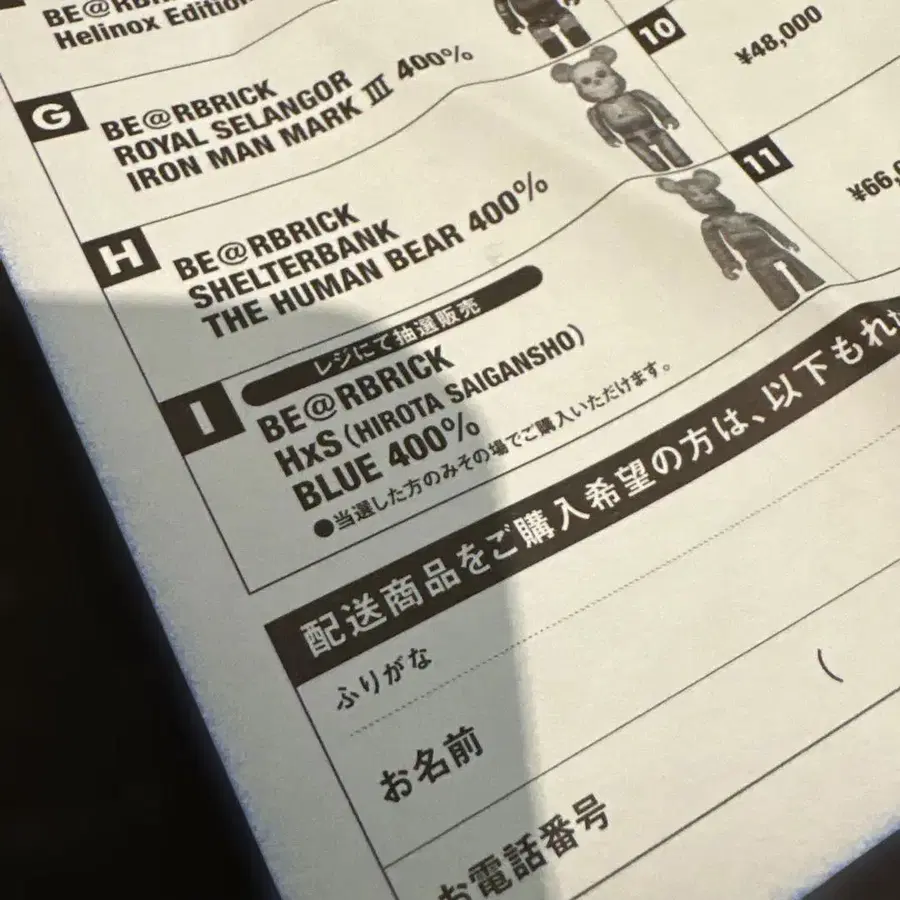 BE@RBRICK
Helinox Edition
G
BE@RBRICK
ROYAL SELANGOR
IRON MAN MARK III 400%
10
¥48,000
H
BE@RBRICK
SHELTERBANK
THE HUMAN BEAR 400%
11
¥66,
I
レジにて抽選販売
BE@RBRICK
HxS (HIROTA SAIGANSHO)
BLUE 400%
●当選した方のみその場でご購入いただけます。
配送商品をご購入希望の方は、以下もれ
ふりがな
お名前
(
お電話番号